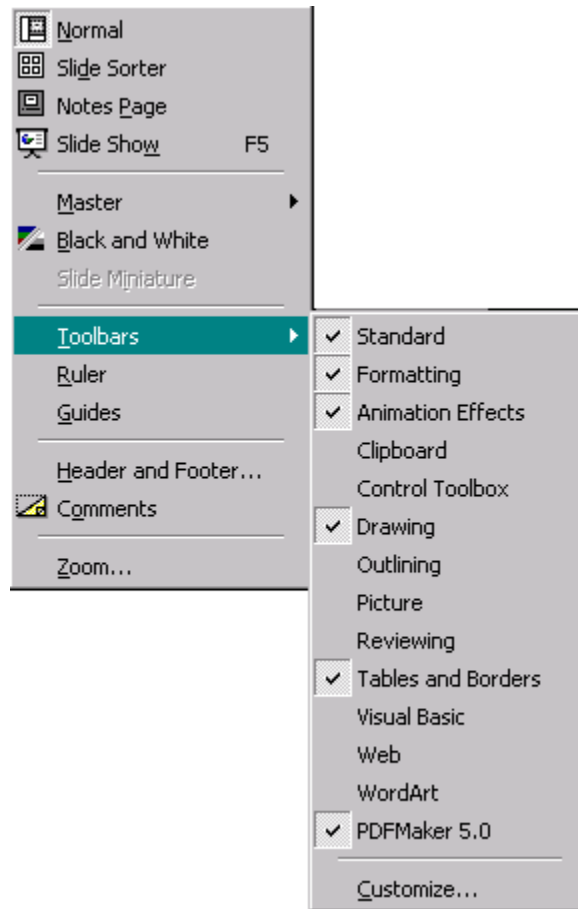 Normal
Slide Sorter
Notes Page
Slide Show F5
Master
Black and White
Slide Miniature
Toolbars
Ruler
Guides
Header and Footer...
Comments
Zoom...
Standard
Formatting
Animation Effects
Clipboard
Control Toolbox
Drawing
Outlining
Picture
Reviewing
Tables and Borders
Visual Basic
Web
WordArt
PDFMaker 5.0
Customize...